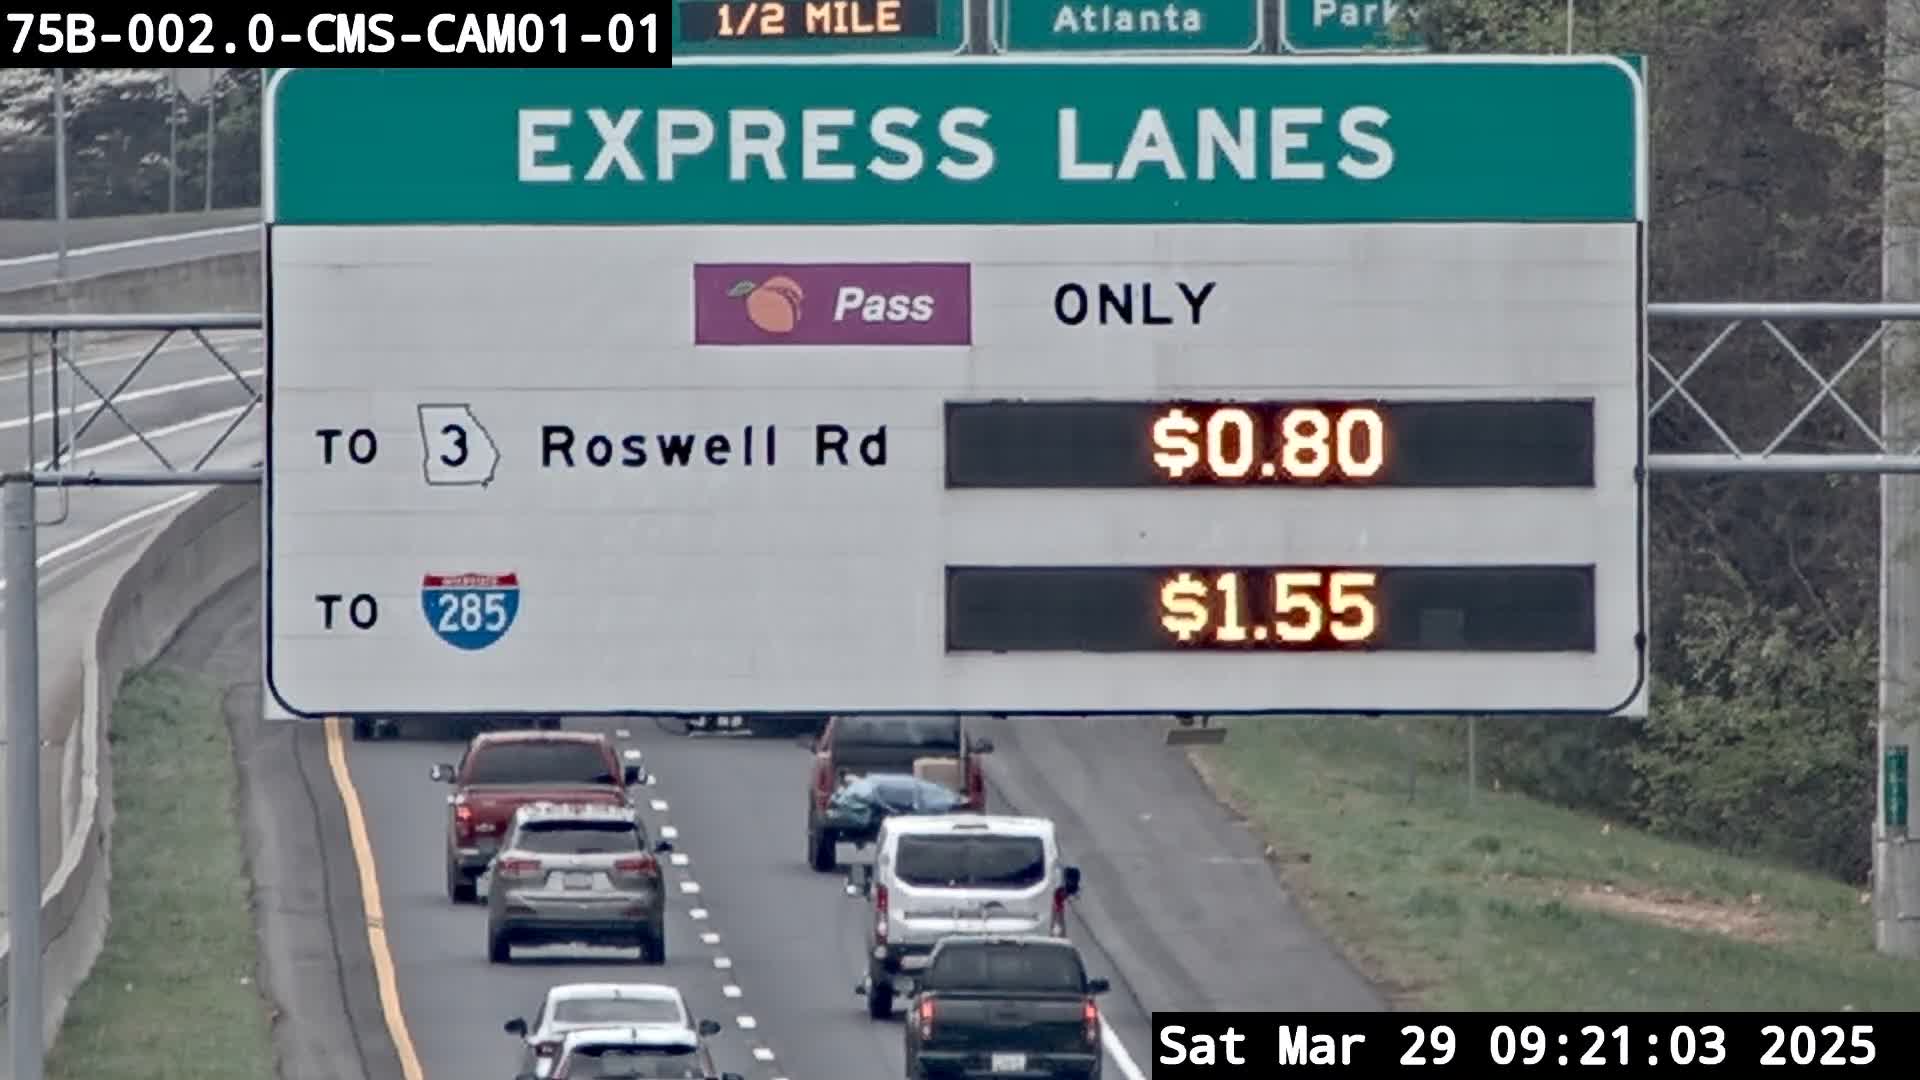 75B-002.0-CMS-CAM01-01
1/2 MILE
Atlanta
EXPRESS LANES
Pass ONLY
TO 3 Roswell Rd $0.80
TO INTERSTATE 285 $1.55
Sat Mar 29 09:21:03 2025